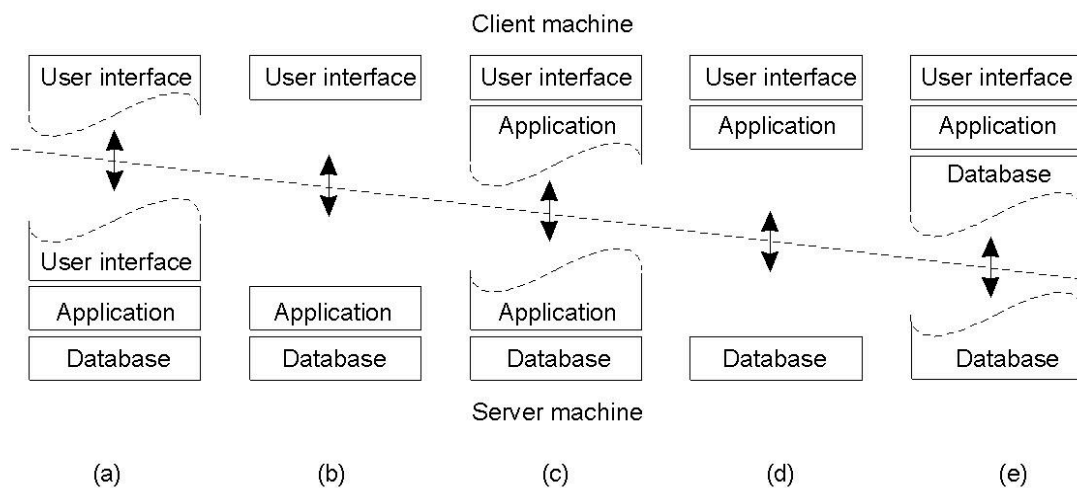 Client machine
User interface User interface User interface User interface User interface
Application Application Application
Database
User interface
Application Application Application
Database Database Database Database Database
Server machine
(a) (b) (c) (d) (e)